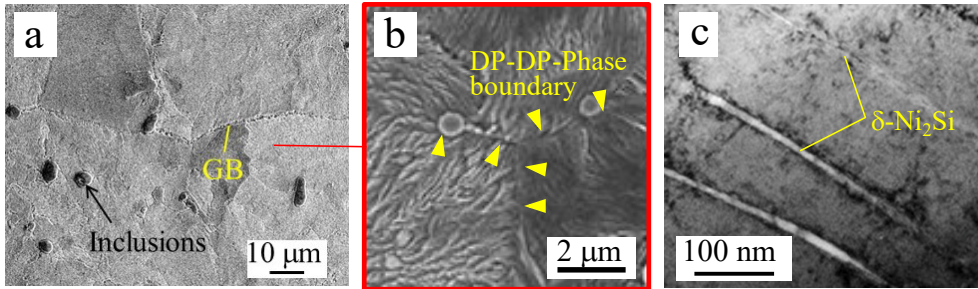 a
GB
Inclusions
10 μm
b
DP-DP-Phase
boundary
2 μm
c
δ-Ni₂Si
100 nm